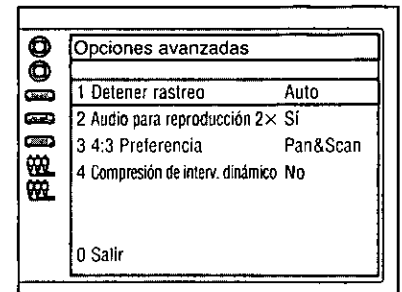 Opciones avanzadas
1 Detener rastreo Auto
2 Audio para reproducción 2× Sí
3 4:3 Preferencia Pan&Scan
4 Compresión de interv. dinámico No
0 Salir